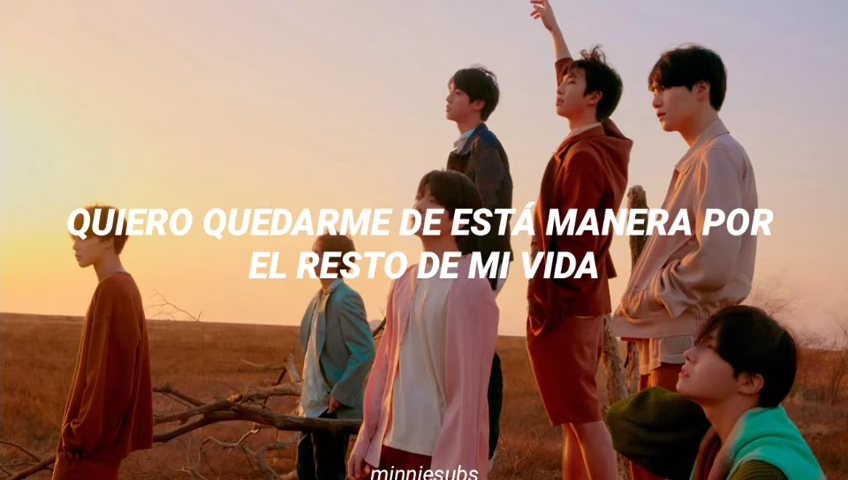 QUIERO QUEDARME DE ESTÁ MANERA POR
EL RESTO DE MI VIDA
minniesubs